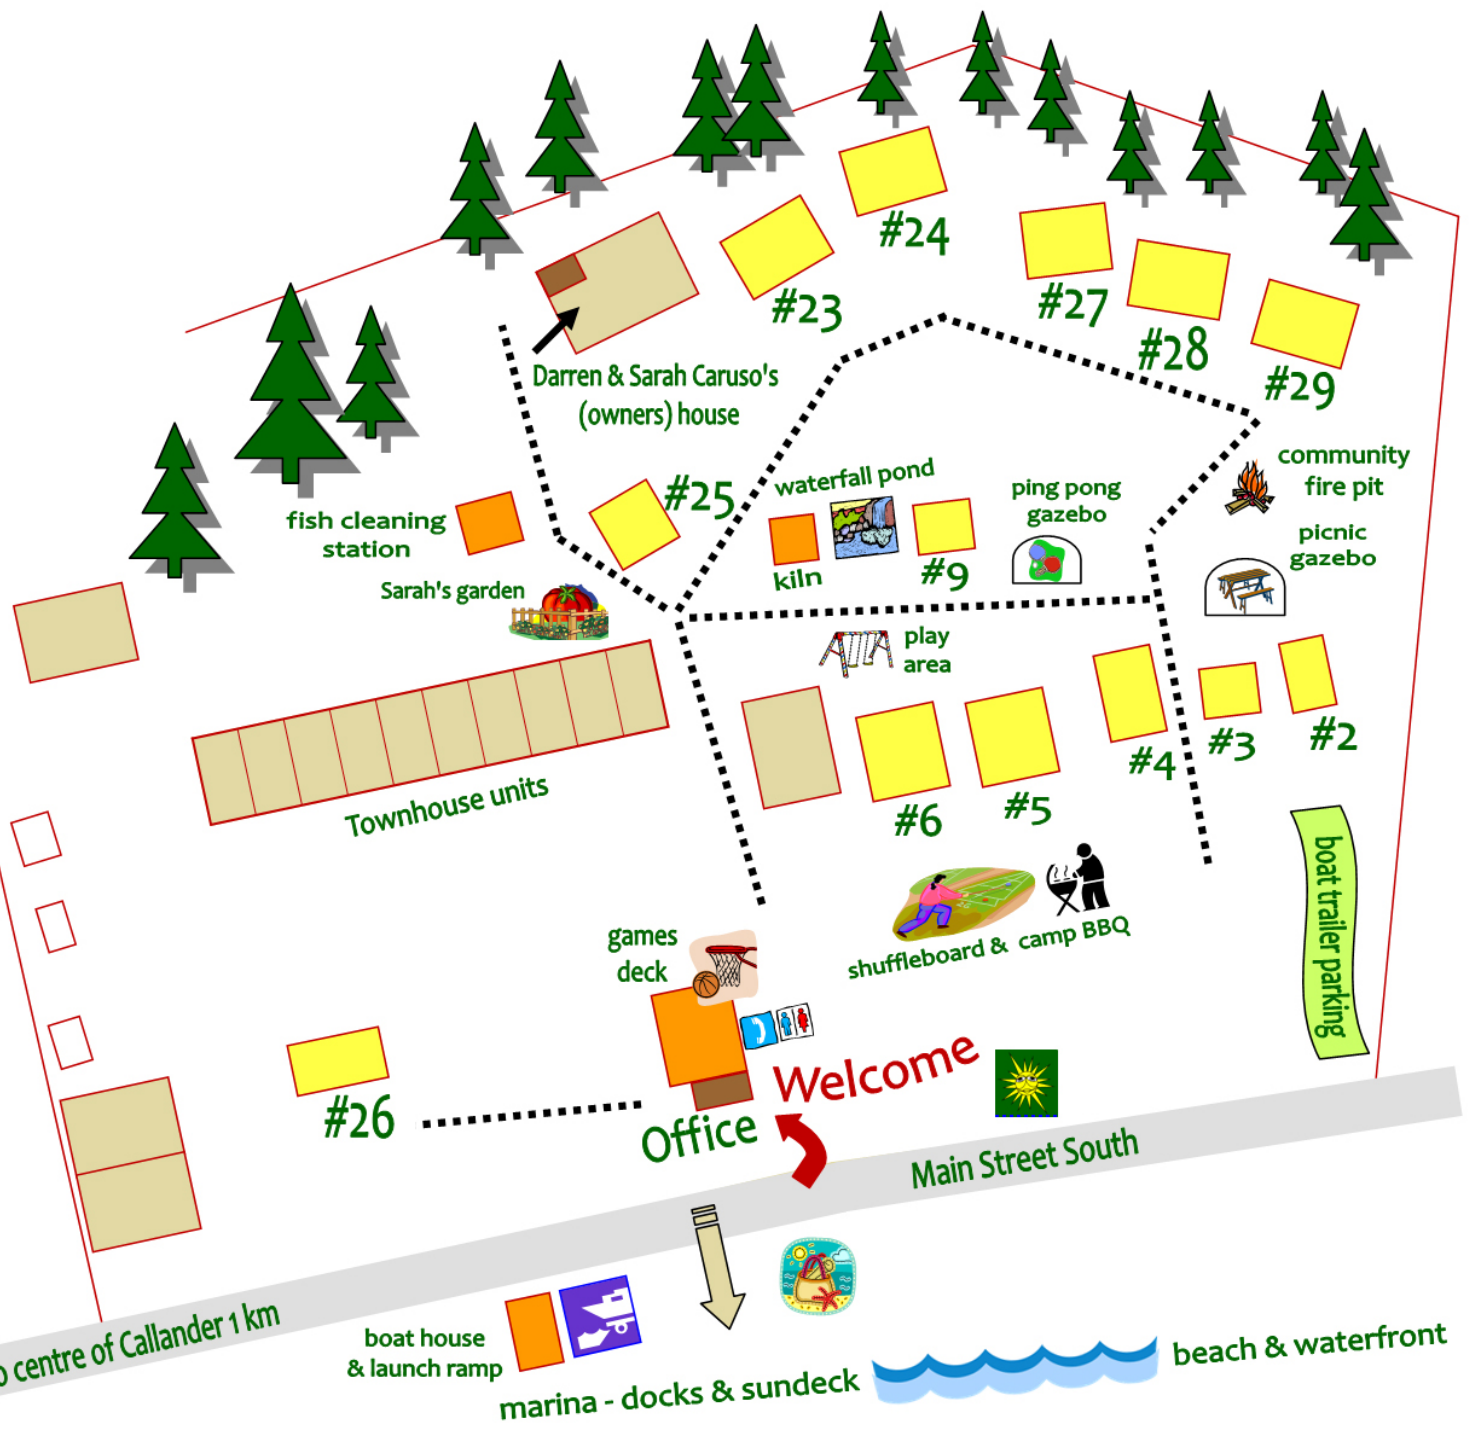 #24
#23
#27
#28
#29
Darren & Sarah Caruso's
(owners) house
#25
waterfall pond
ping pong
gazebo
community
fire pit
fish cleaning
station
kiln
#9
picnic
gazebo
Sarah's garden
play
area
#6
#5
#4
#3
#2
Townhouse units
boat trailer parking
shuffleboard & camp BBQ
games
deck
Welcome
#26
Office
Main Street South
centre of Callander 1 km
boat house
& launch ramp
marina - docks & sundeck
beach & waterfront